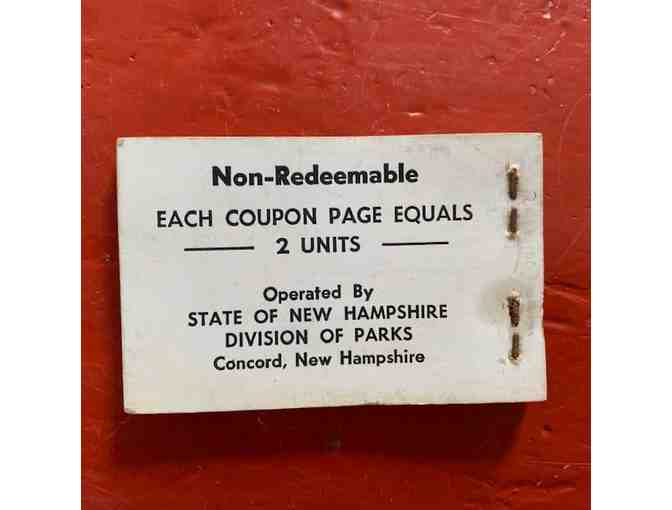 Non-Redeemable
EACH COUPON PAGE EQUALS
2 UNITS
Operated By
STATE OF NEW HAMPSHIRE
DIVISION OF PARKS
Concord, New Hampshire